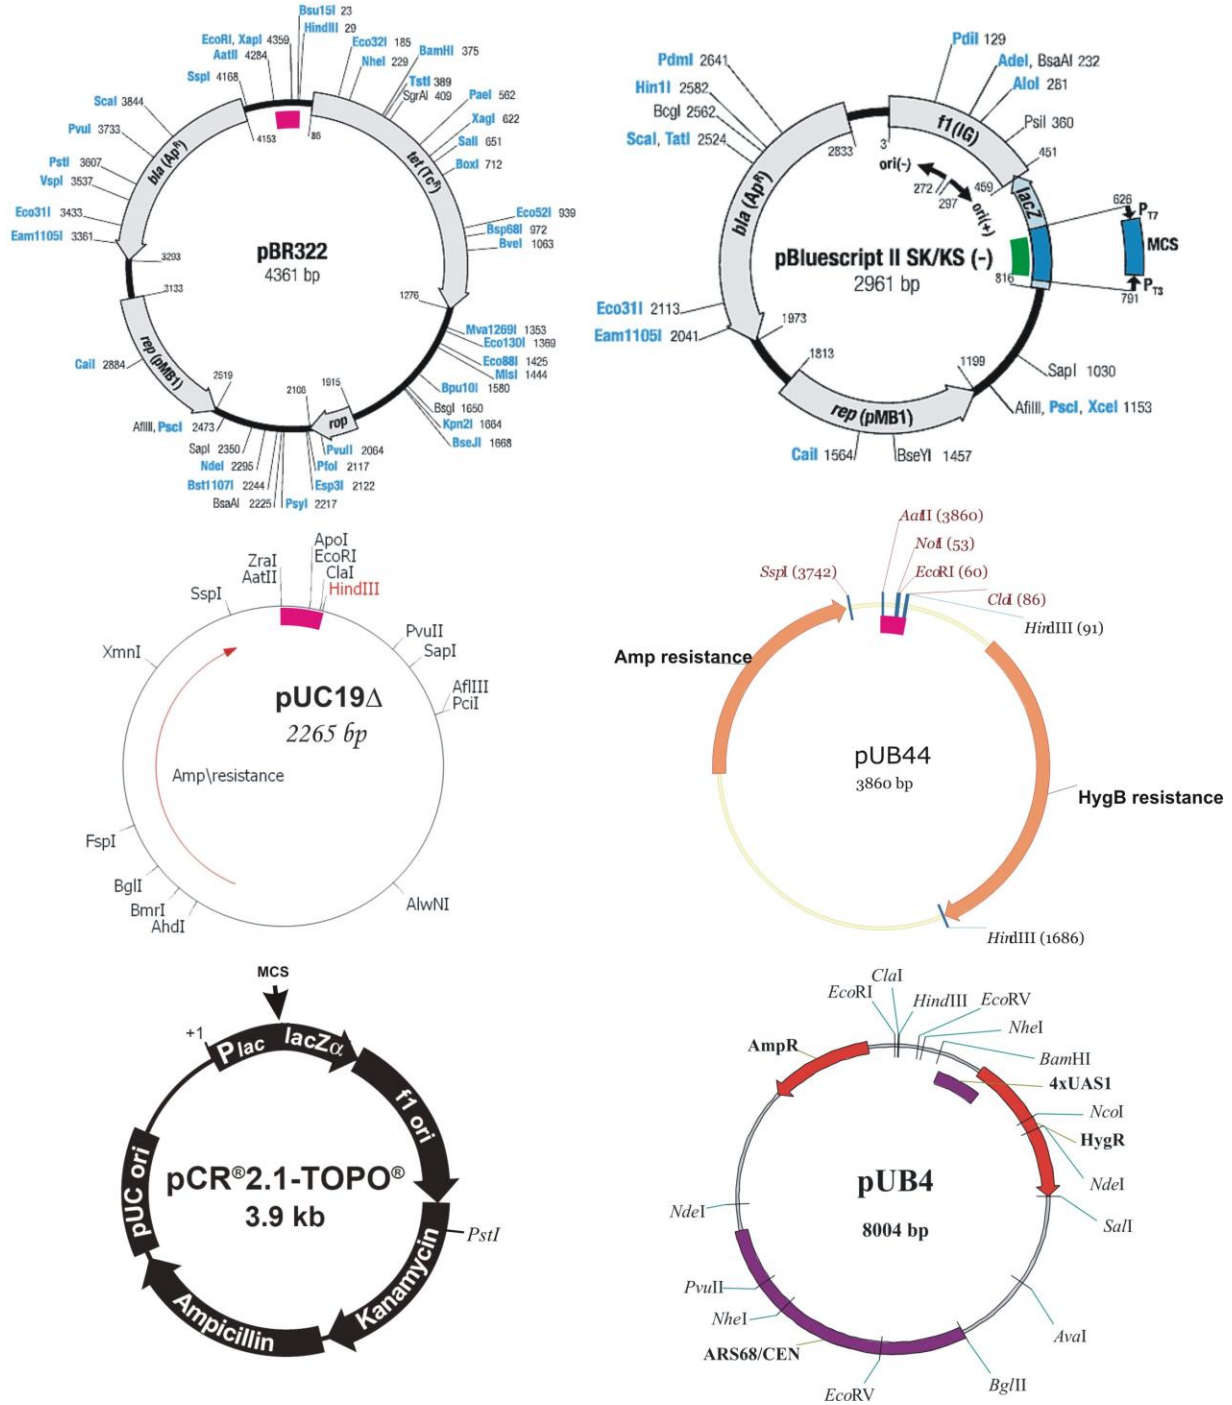 Bsu15I 23
HindIII 29
EcoRI, XapI 4359
AatII 4284
SspI 4168
ScaI 3844
PvuI 3733
PstI 3607
VspI 3537
Eco31I 3433
Eam1105I 3361
Eco32I 185
NheI 229
BamHI 375
TstI 389
SgrAI 409
PaeI 562
XagI 622
SalI 651
BoxI 712
Eco52I 939
Bsp68I 972
BveI 1063
4153
86
bla (ApR)
tet (TcR)
pBR322
4361 bp
3203
3133
1276
Mva1269I 1353
Eco130I 1369
Eco88I 1425
MlsI 1444
Bpu10I 1580
BsgI 1650
Kpn2I 1664
BseJI 1668
rep (pMB1)
CaiI 2884
2619
2106
1915
rop
AflIII, PscI 2473
SapI 2350
NdeI 2295
Bst1107I 2244
BsaAI 2225
PsyI 2217
PvuII 2064
PfoI 2117
Esp3I 2122
PdiI 129
AdeI, BsaAI 232
AloI 281
PsiI 360
451
PdmI 2641
Hin1I 2582
BcgI 2562
ScaI, TatI 2524
2833
3
f1(IG)
ori(-)
272
297
459
ori(+)
lacZ
626
PT7
MCS
PT3
791
816
bla (ApR)
pBluescript II SK/KS (-)
2961 bp
Eco31I 2113
Eam1105I 2041
1973
1813
1199
SapI 1030
AflIII, PscI, XceI 1153
rep (pMB1)
CaiI 1564
BseYI 1457
ApoI
EcoRI
ClaI
HindIII
ZraI
AatII
SspI
XmnI
PvuII
SapI
AflIII
PciI
pUC19Δ
2265 bp
Amp\resistance
FspI
BglI
BmrI
AhdI
AlwNI
AatII (3860)
NotI (53)
EcoRI (60)
ClaI (86)
HindIII (91)
SspI (3742)
Amp resistance
pUB44
3860 bp
HygB resistance
HindIII (1686)
MCS
+1
Plac
lacZα
f1 ori
pUC ori
pCR®2.1-TOPO®
3.9 kb
PstI
Kanamycin
Ampicillin
ClaI
EcoRI
HindIII
EcoRV
NheI
BamHI
AmpR
4xUAS1
NcoI
HygR
NdeI
SalI
pUB4
8004 bp
NdeI
PvuII
NheI
ARS68/CEN
EcoRV
BglII
AvaI